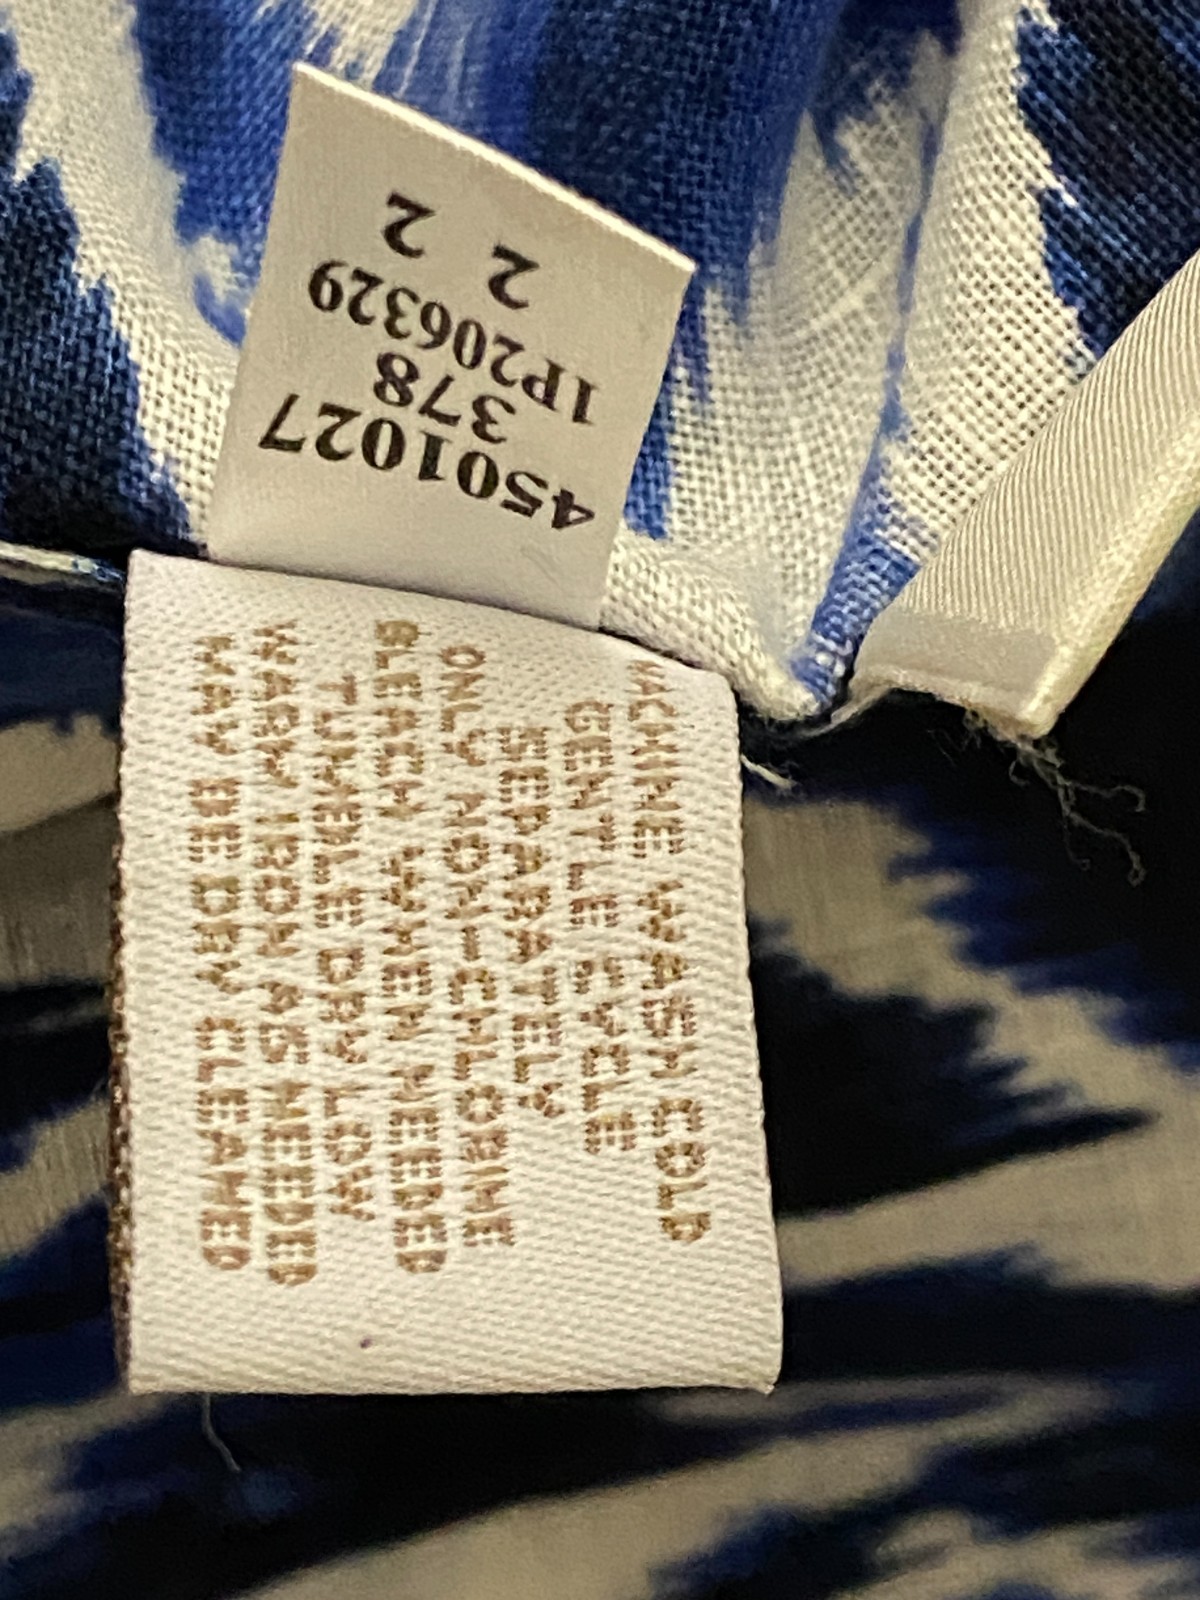 4501027
378
1P206329
2 2
2
MACHINE WASH COLD
GENTLE CYCLE
SEPARATELY
ONLY NON-CHLORINE
BLEACH WHEN NEEDED
TUMBLE DRY LOW
WARM IRON AS NEEDED
MAY BE DRY CLEANED